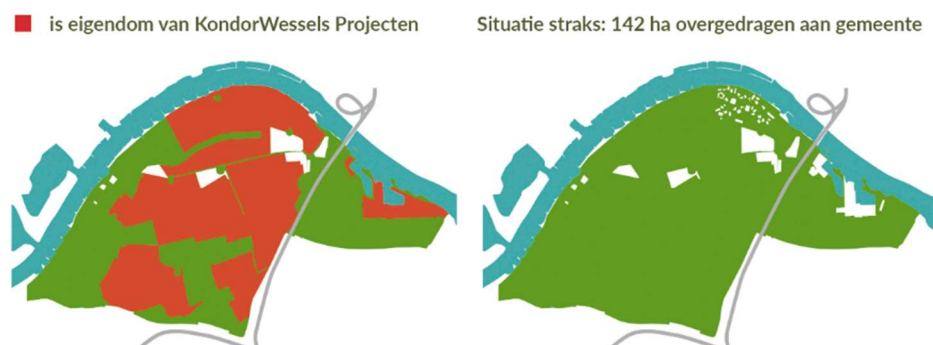 is eigendom van KondorWessels Projecten
Situatie straks: 142 ha overgedragen aan gemeente